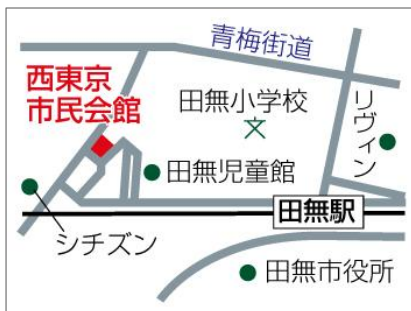 青梅街道
西東京
市民会館
田無小学校
文
リヴィン
田無児童館
田無駅
シチズン
田無市役所